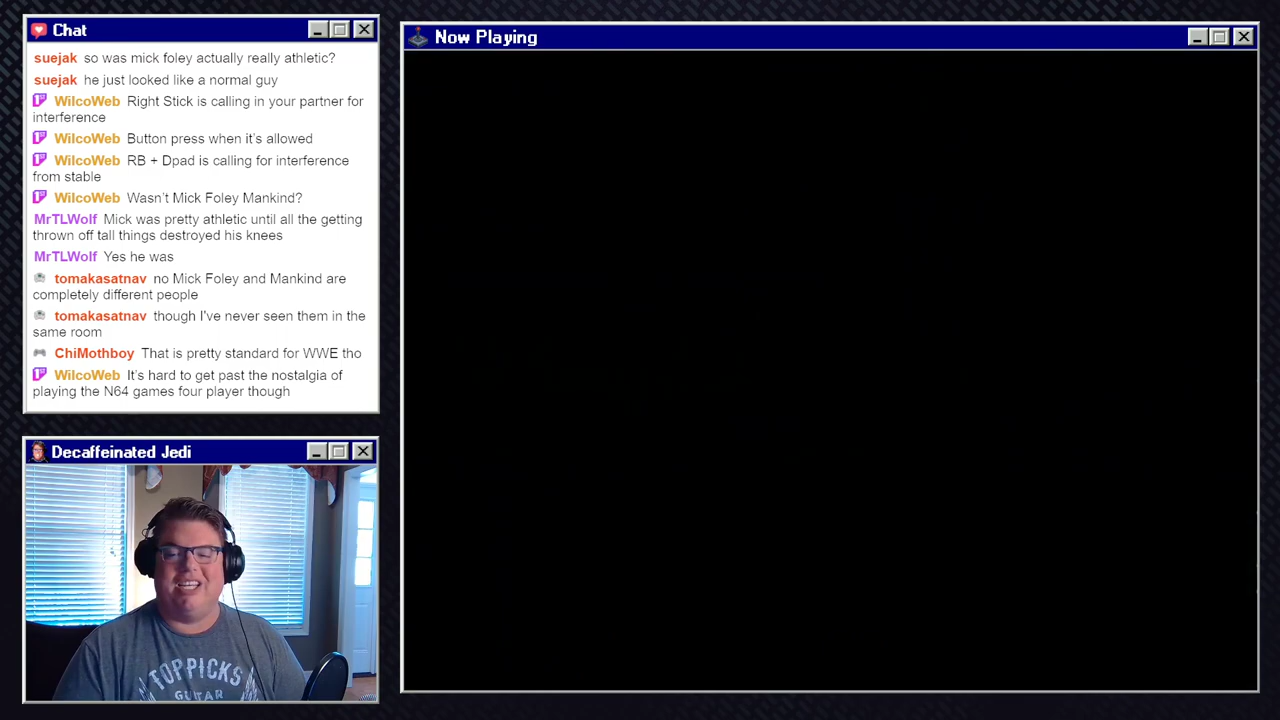 Chat
suejak so was mick foley actually really athletic?
suejak he just looked like a normal guy
WilcoWeb Right Stick is calling in your partner for
interference
WilcoWeb Button press when it's allowed
WilcoWeb RB + Dpad is calling for interference
from stable
WilcoWeb Wasn't Mick Foley Mankind?
MrTLWolf Mick was pretty athletic until all the getting
thrown off tall things destroyed his knees
MrTLWolf Yes he was
tomakasatnav no Mick Foley and Mankind are
completely different people
tomakasatnav though I've never seen them in the
same room
ChiMothboy That is pretty standard for WWE tho
WilcoWeb It's hard to get past the nostalgia of
playing the N64 games four player though
Decaffeinated Jedi
TOPPICKS
GUITAR
Now Playing